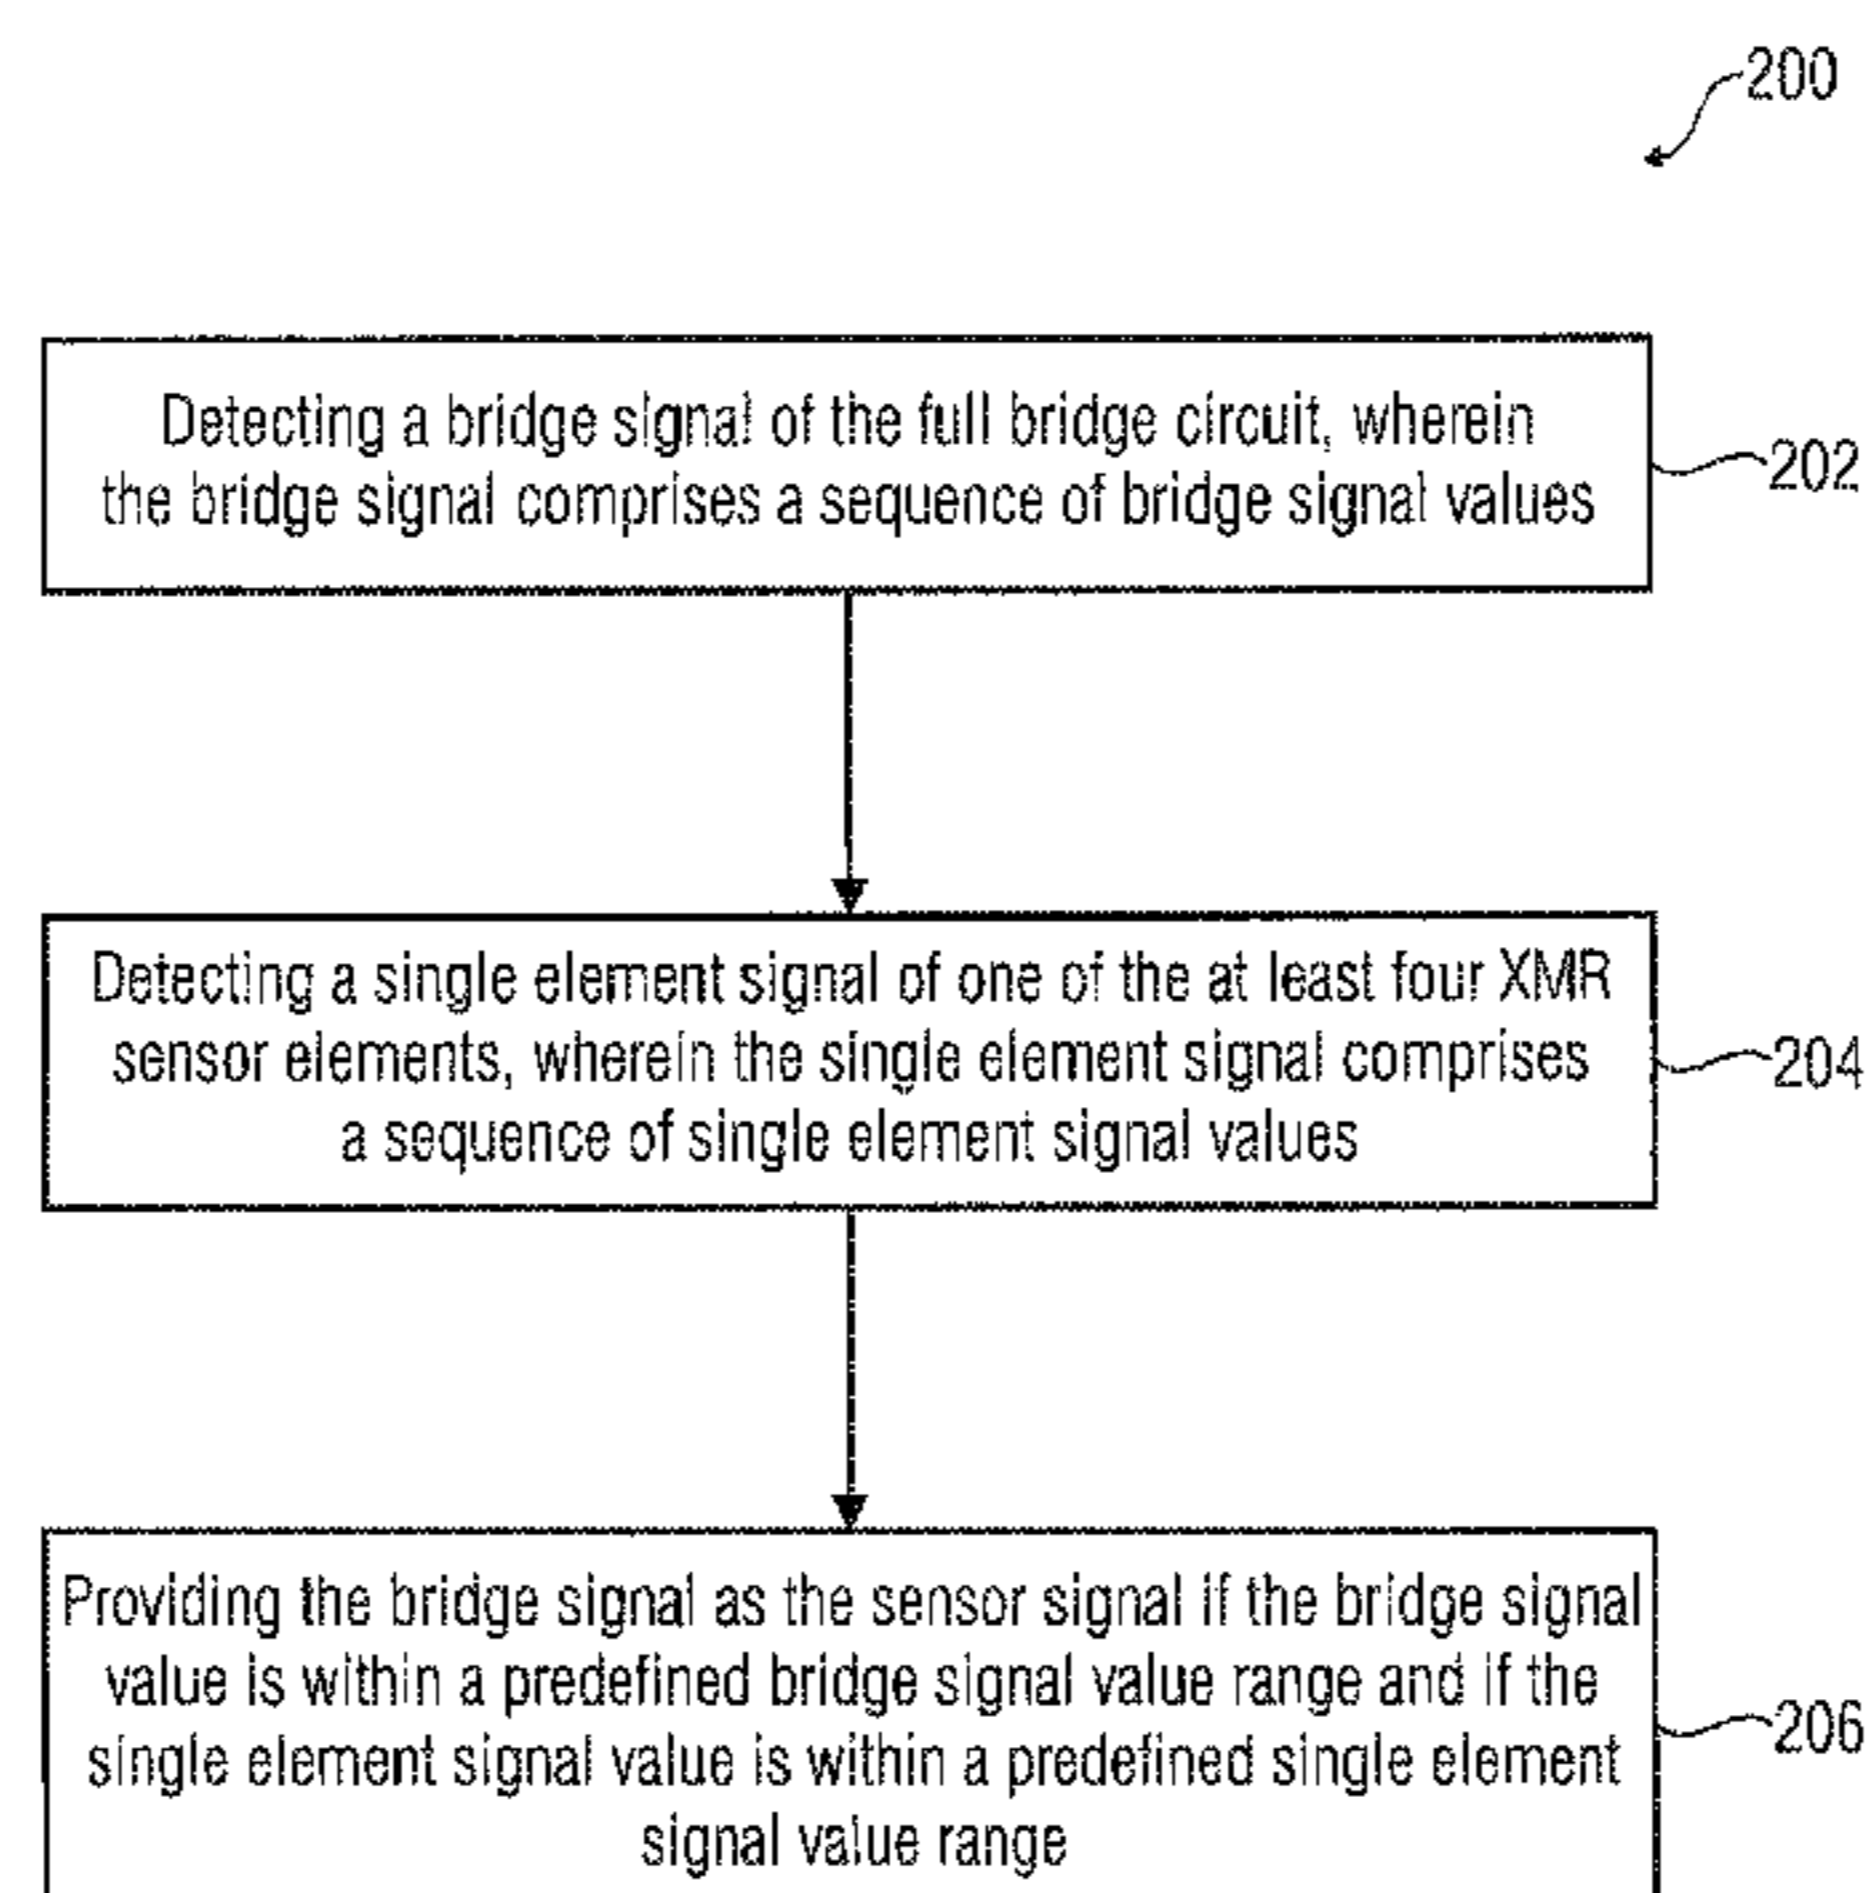 200
Detecting a bridge signal of the full bridge circuit, wherein
the bridge signal comprises a sequence of bridge signal values
202
Detecting a single element signal of one of the at least four XMR
sensor elements, wherein the single element signal comprises
a sequence of single element signal values
204
Providing the bridge signal as the sensor signal if the bridge signal
value is within a predefined bridge signal value range and if the
single element signal value is within a predefined single element
signal value range
206